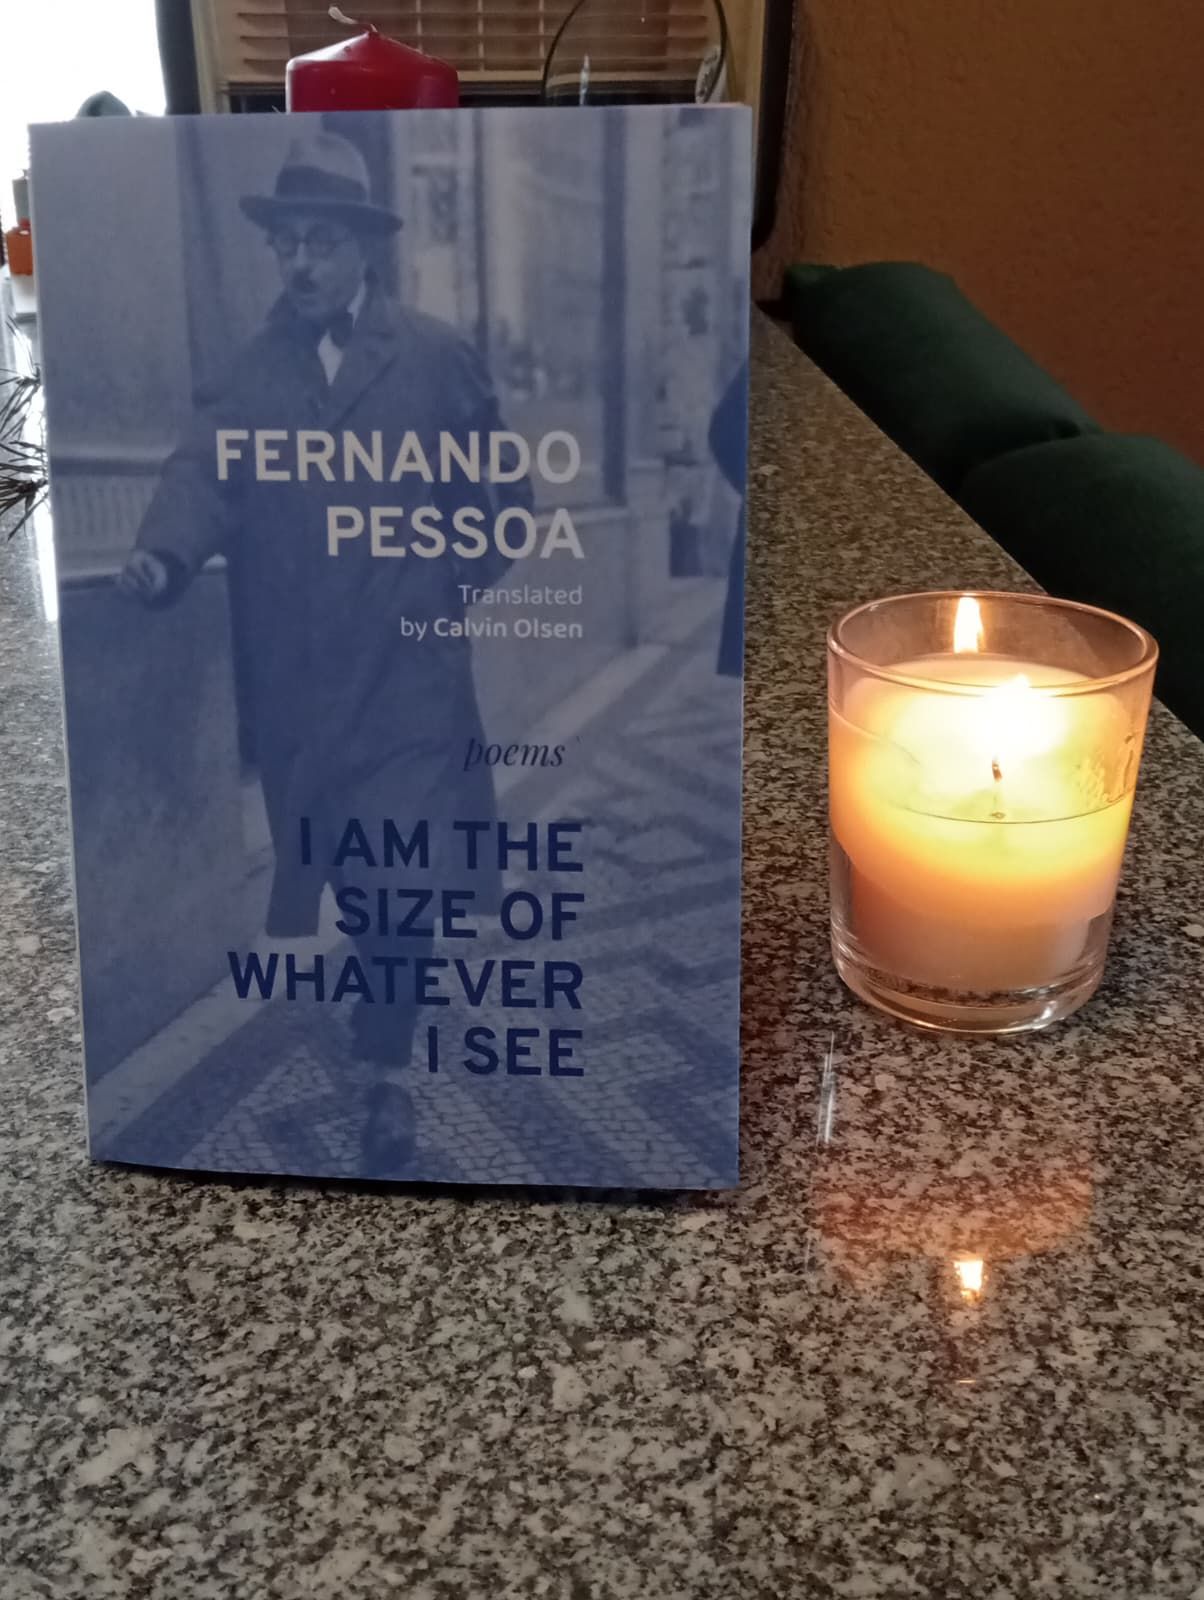 FERNANDO
PESSOA
Translated
by Calvin Olsen
poems
I AM THE
SIZE OF
WHATEVER
I SEE